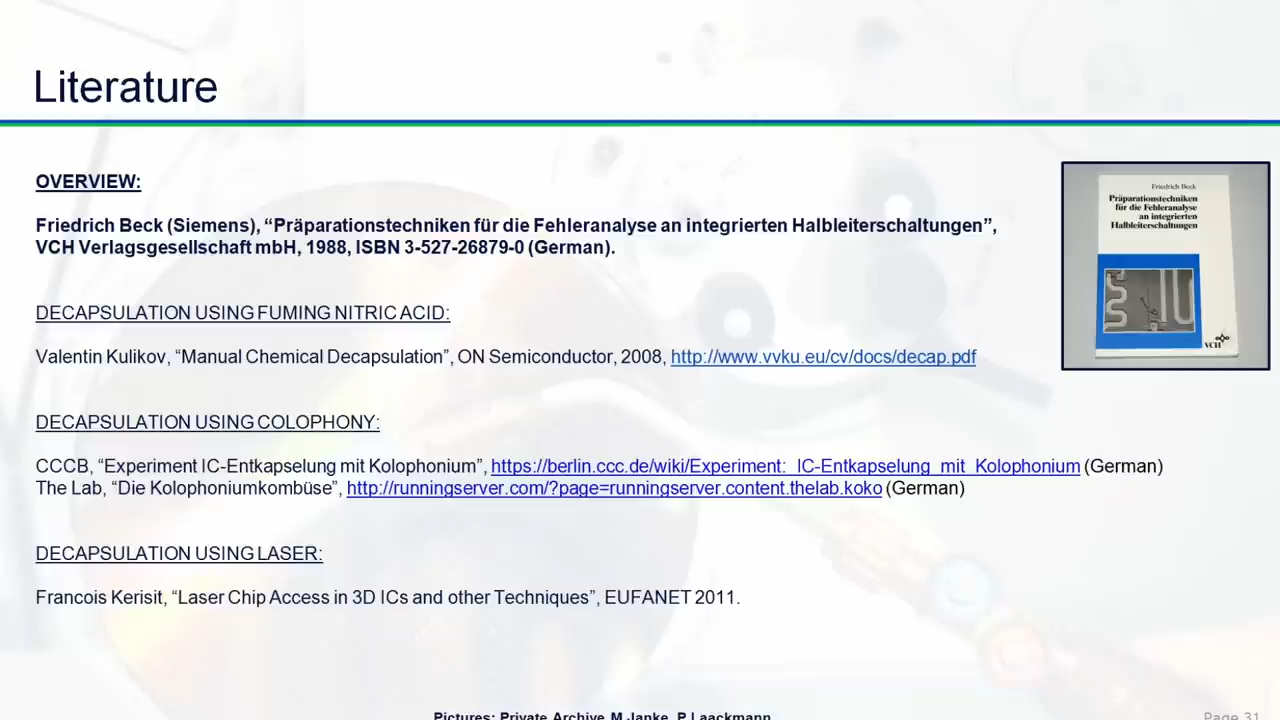 Literature
OVERVIEW:
Friedrich Beck (Siemens), “Präparationstechniken für die Fehleranalyse an integrierten Halbleiterschaltungen”,
VCH Verlagsgesellschaft mbH, 1988, ISBN 3-527-26879-0 (German).
Friedrich Beck
Präparationstechniken
für die Fehleranalyse
an integrierten
Halbleiterschaltungen
VCH
DECAPSULATION USING FUMING NITRIC ACID:
Valentin Kulikov, “Manual Chemical Decapsulation”, ON Semiconductor, 2008, http://www.vvku.eu/cv/docs/decap.pdf
DECAPSULATION USING COLOPHONY:
CCCB, “Experiment IC-Entkapselung mit Kolophonium”, https://berlin.ccc.de/wiki/Experiment:_IC-Entkapselung_mit_Kolophonium (German)
The Lab, “Die Kolophoniumkombüse”, http://runningserver.com/?page=runningserver.content.thelab.koko (German)
DECAPSULATION USING LASER:
Francois Kerisit, “Laser Chip Access in 3D ICs and other Techniques”, EUFANET 2011.
Pictures: Private Archive M.Janke, P.Laackmann
Page 31